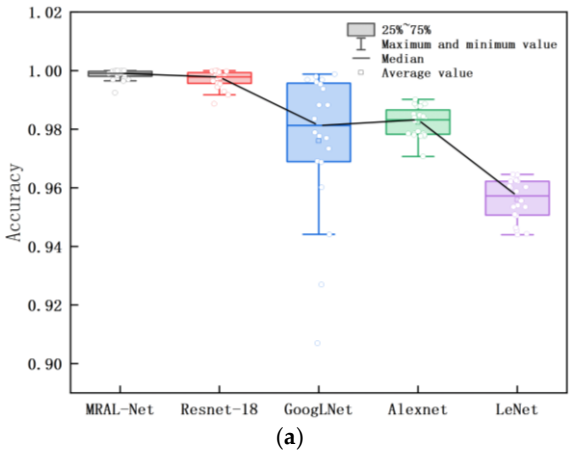 1.02
1.00
0.98
0.96
0.94
0.92
0.90
Accuracy
25%~75%
Maximum and minimum value
Median
Average value
MRAL-Net Resnet-18 GoogLNet Alexnet LeNet
(a)